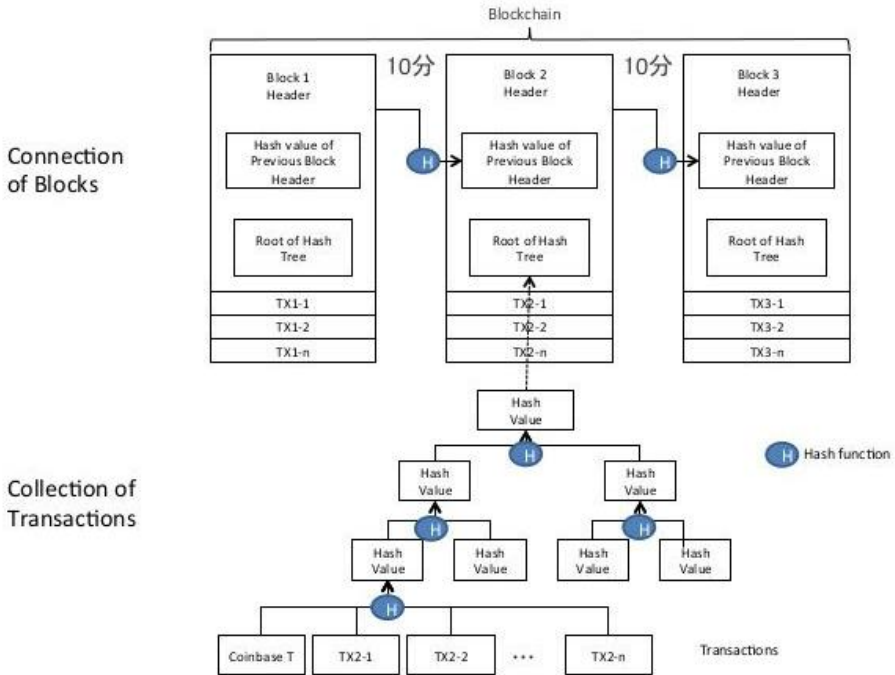 Blockchain
Block 1
Header
10分
Block 2
Header
10分
Block 3
Header
Connection
of Blocks
Hash value of
Previous Block
Header
H
Hash value of
Previous Block
Header
H
Hash value of
Previous Block
Header
Root of Hash
Tree
Root of Hash
Tree
Root of Hash
Tree
TX1-1
TX2-1
TX3-1
TX1-2
TX2-2
TX3-2
TX1-n
TX2-n
TX3-n
Hash
Value
H
H Hash function
Collection of
Transactions
Hash
Value
Hash
Value
H
H
Hash
Value
Hash
Value
Hash
Value
Hash
Value
H
Coinbase T
TX2-1
TX2-2
...
TX2-n
Transactions